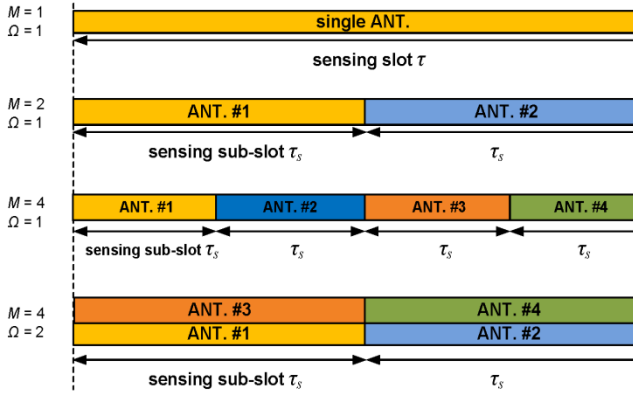 M = 1
Ω = 1
single ANT.
sensing slot τ
M = 2
Ω = 1
ANT. #1 ANT. #2
sensing sub-slot τs τs
M = 4
Ω = 1
ANT. #1 ANT. #2 ANT. #3 ANT. #4
sensing sub-slot τs τs τs τs
M = 4
Ω = 2
ANT. #3 ANT. #4
ANT. #1 ANT. #2
sensing sub-slot τs τs